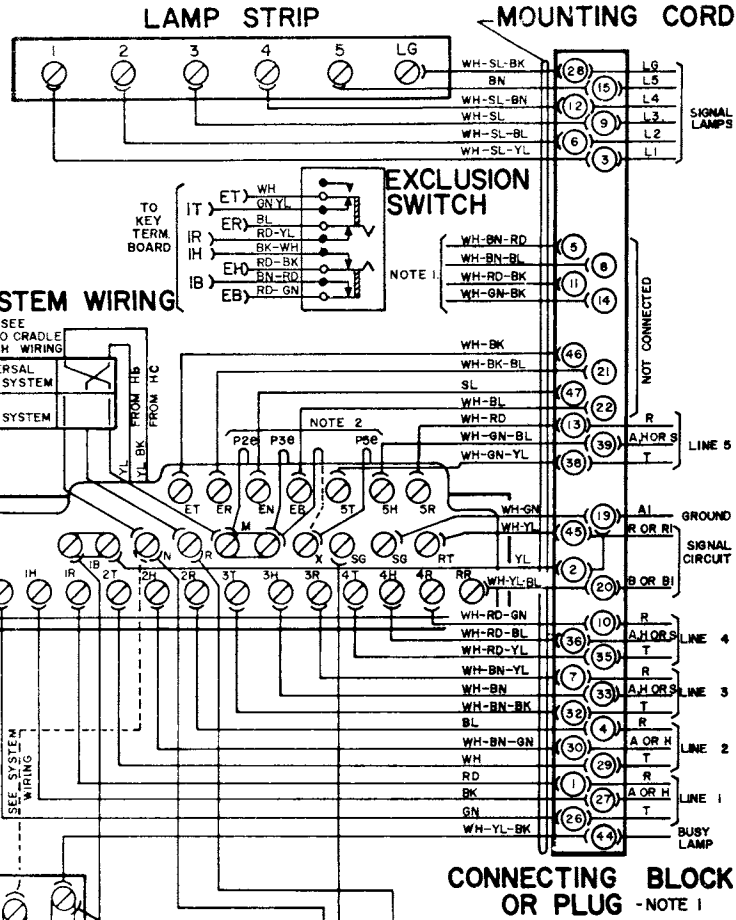 LAMP STRIP
MOUNTING CORD
1 2 3 4 5 LG
WH-SL-BK 28 LG
BN 15 L5
WH-SL-BN 12 L4
WH-SL 9 L3
WH-SL-BL 6 L2
WH-SL-YL 3 L1
SIGNAL
LAMPS
EXCLUSION
SWITCH
TO
KEY
TERM.
BOARD
ET WH
IT GN YL
ER BL
IR RD-YL
IH BK-WH
EH RD-BK
IB BN-RD
EB RD-GN
NOTE 1.
WH-BN-RD 5
WH-BN-BL 8
WH-RD-BK 11
WH-GN-BK 14
NOT CONNECTED
STEM WIRING
SEE
O CRADLE
H WIRING
ERSAL
SYSTEM
SYSTEM
FROM Hb
FROM HC
YL
YL BK
WH-BK 46
WH-BK-BL 21
SL 47
WH-BL 22
WH-RD 13 R
WH-GN-BL 39 A,H OR S
WH-GN-YL 38 T
LINE 5
NOTE 2
P2e P3e P5e
ET ER EN EB 5T 5H 5R
WH-GN 19 A1
GROUND
WH-YL 45 R OR R1
YL 2
WH-YL-BL 20 B OR B1
SIGNAL
CIRCUIT
M
IB N R X SG SG RT
IH IR 2T 2H 2R 3T 3H 3R 4T 4H 4R RR
WH-RD-GN 10 R
WH-RD-BL 36 A,H OR S
WH-RD-YL 35 T
LINE 4
WH-BN-YL 7 R
WH-BN 33 A,H OR S
WH-BN-BK 32 T
LINE 3
BL 4 R
WH-BN-GN 30 A OR H
WH 29 T
LINE 2
RD 1 R
BK 27 A OR H
GN 26 T
LINE 1
WH-YL-BK 44
BUSY
LAMP
SEE SYSTEM
WIRING
CONNECTING BLOCK
OR PLUG - NOTE 1